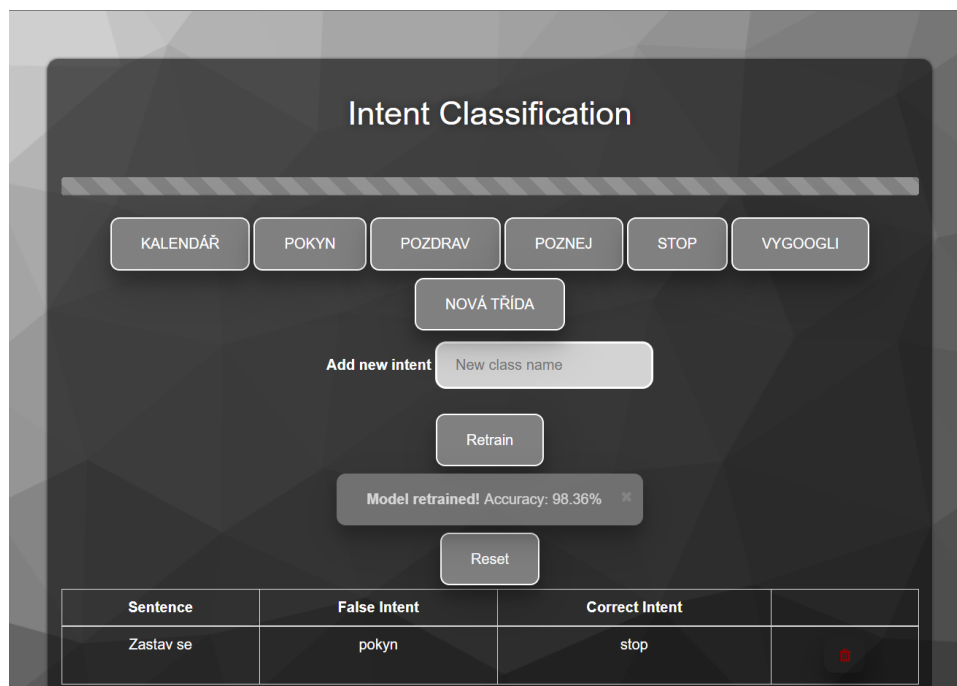 Intent Classification
KALENDÁŘ POKYN POZDRAV POZNEJ STOP VYGOOGLI
NOVÁ TŘÍDA
Add new intent New class name
Retrain
Model retrained! Accuracy: 98.36% ×
Reset
Sentence False Intent Correct Intent
Zastav se pokyn stop